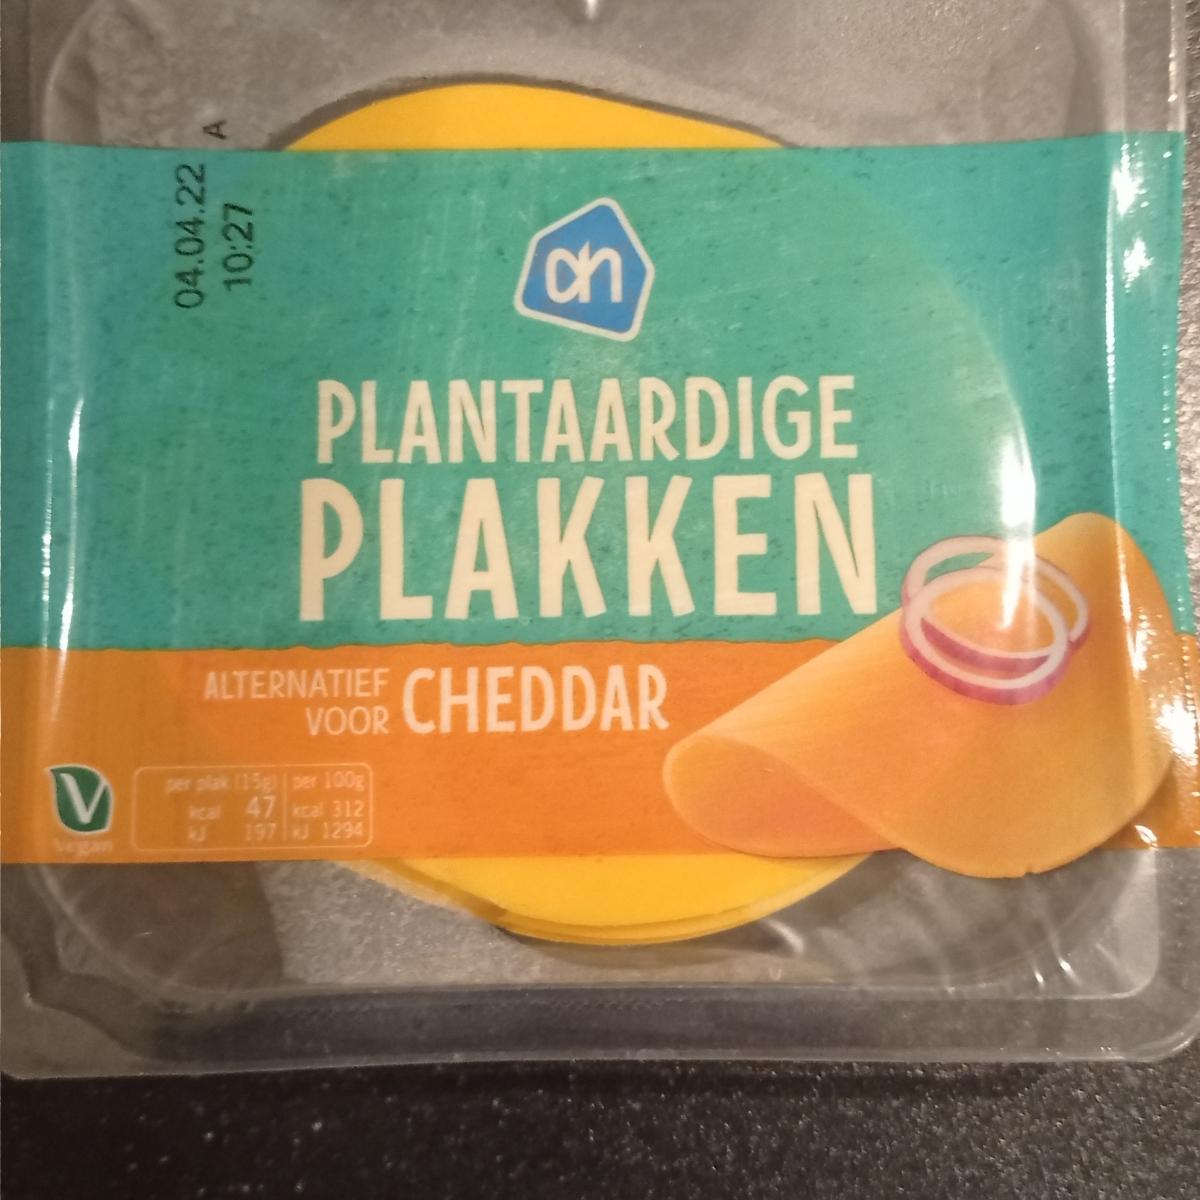 04.04.22 A
10:27
ah
PLANTAARDIGE
PLAKKEN
ALTERNATIEF
VOOR CHEDDAR
V
Vegan
per plak (15g) per 100g
kcal 47 kcal 312
kJ 197 kJ 1294